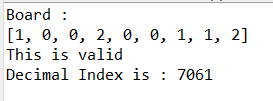 Board :
[1, 0, 0, 2, 0, 0, 1, 1, 2]
This is valid
Decimal Index is : 7061